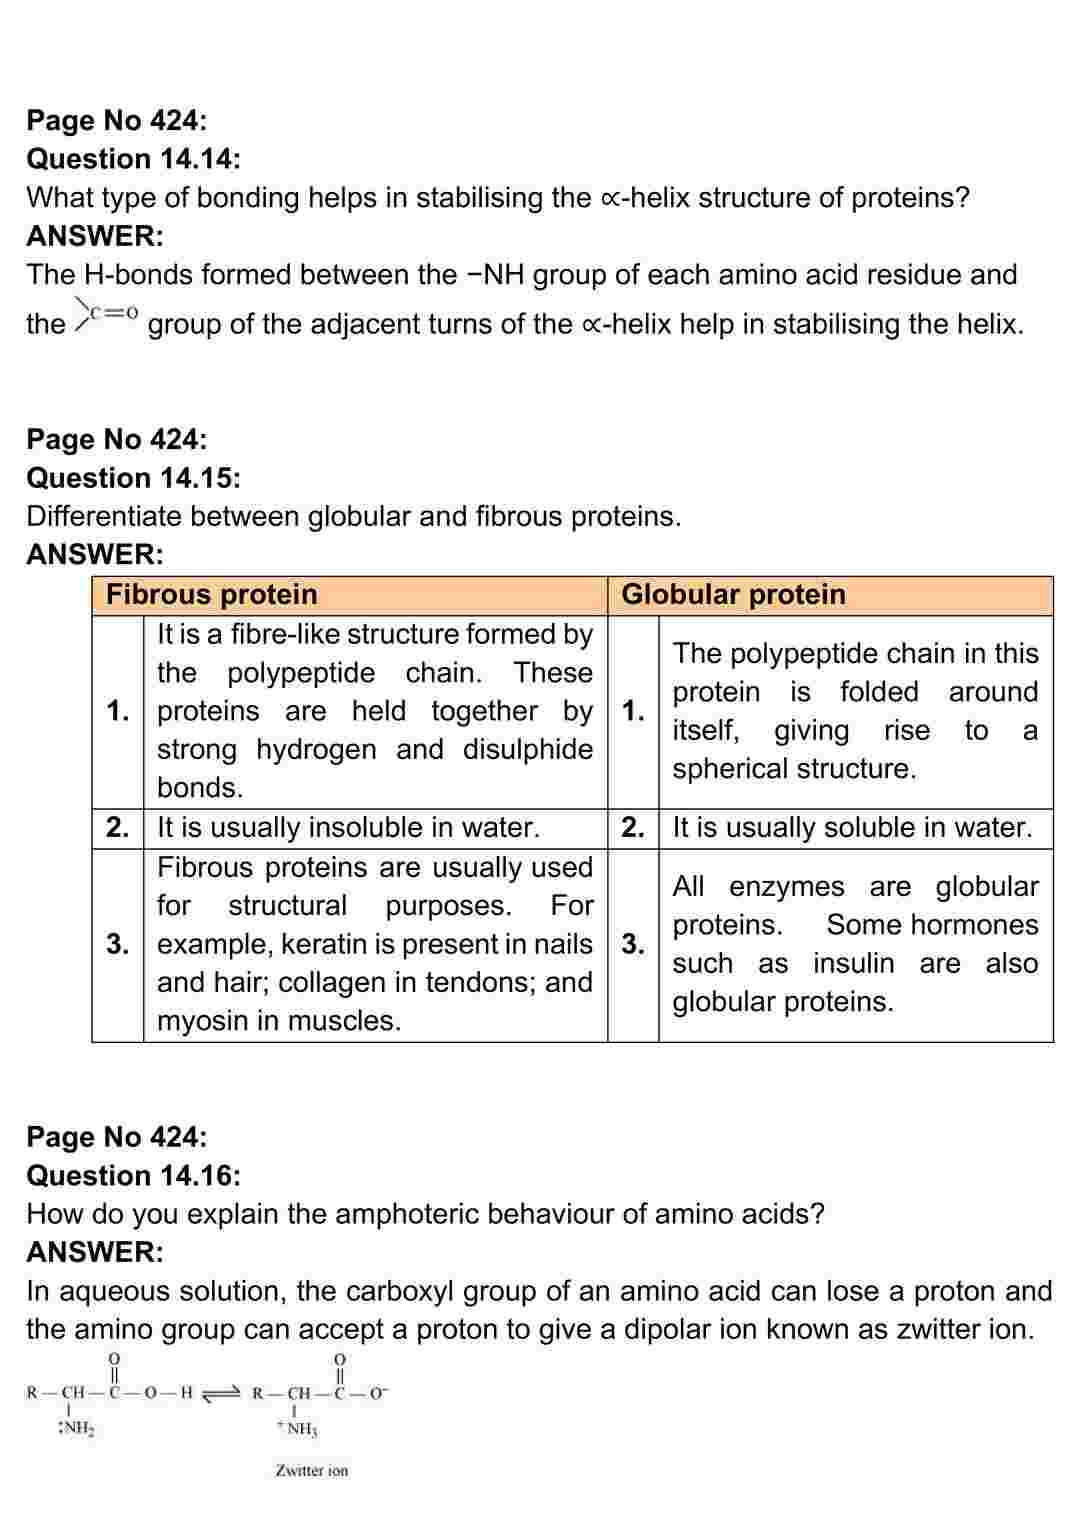 Page No 424:
Question 14.14:
What type of bonding helps in stabilising the ∝-helix structure of proteins?
ANSWER:
The H-bonds formed between the −NH group of each amino acid residue and
the >C=O group of the adjacent turns of the ∝-helix help in stabilising the helix.
Page No 424:
Question 14.15:
Differentiate between globular and fibrous proteins.
ANSWER:
Fibrous protein
Globular protein
1.
It is a fibre-like structure formed by
the polypeptide chain. These
proteins are held together by
strong hydrogen and disulphide
bonds.
1.
The polypeptide chain in this
protein is folded around
itself, giving rise to a
spherical structure.
2.
It is usually insoluble in water.
2.
It is usually soluble in water.
3.
Fibrous proteins are usually used
for structural purposes. For
example, keratin is present in nails
and hair; collagen in tendons; and
myosin in muscles.
3.
All enzymes are globular
proteins. Some hormones
such as insulin are also
globular proteins.
Page No 424:
Question 14.16:
How do you explain the amphoteric behaviour of amino acids?
ANSWER:
In aqueous solution, the carboxyl group of an amino acid can lose a proton and
the amino group can accept a proton to give a dipolar ion known as zwitter ion.
O O
|| ||
R — CH — C — O — H ⇌ R — CH — C — O⁻
| |
:NH₂ ⁺NH₃
Zwitter ion